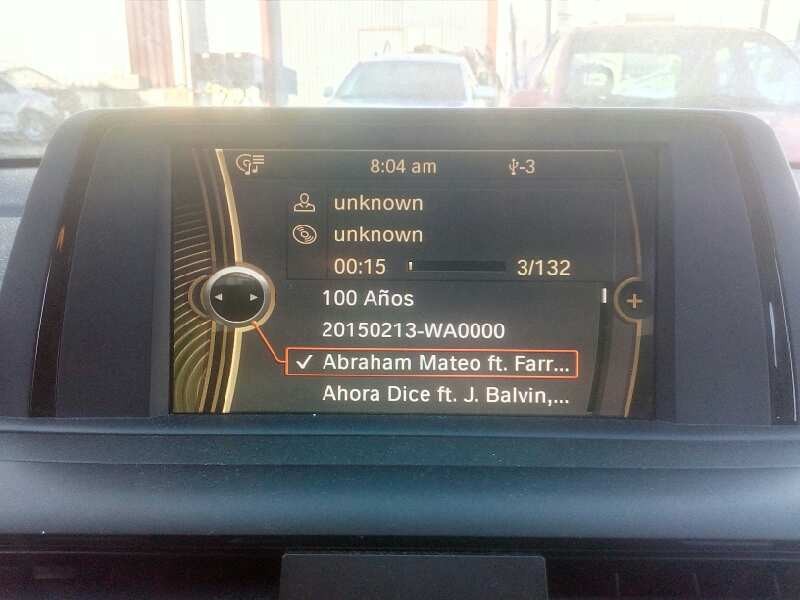 8:04 am -3
unknown
unknown
00:15 3/132
100 Años
20150213-WA0000
✓ Abraham Mateo ft. Farr...
Ahora Dice ft. J. Balvin,...